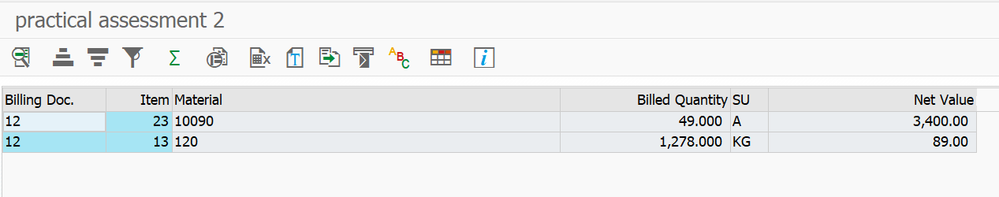 practical assessment 2
Σ X T A B C i
Billing Doc. Item Material Billed Quantity SU Net Value
12 23 10090 49.000 A 3,400.00
12 13 120 1,278.000 KG 89.00